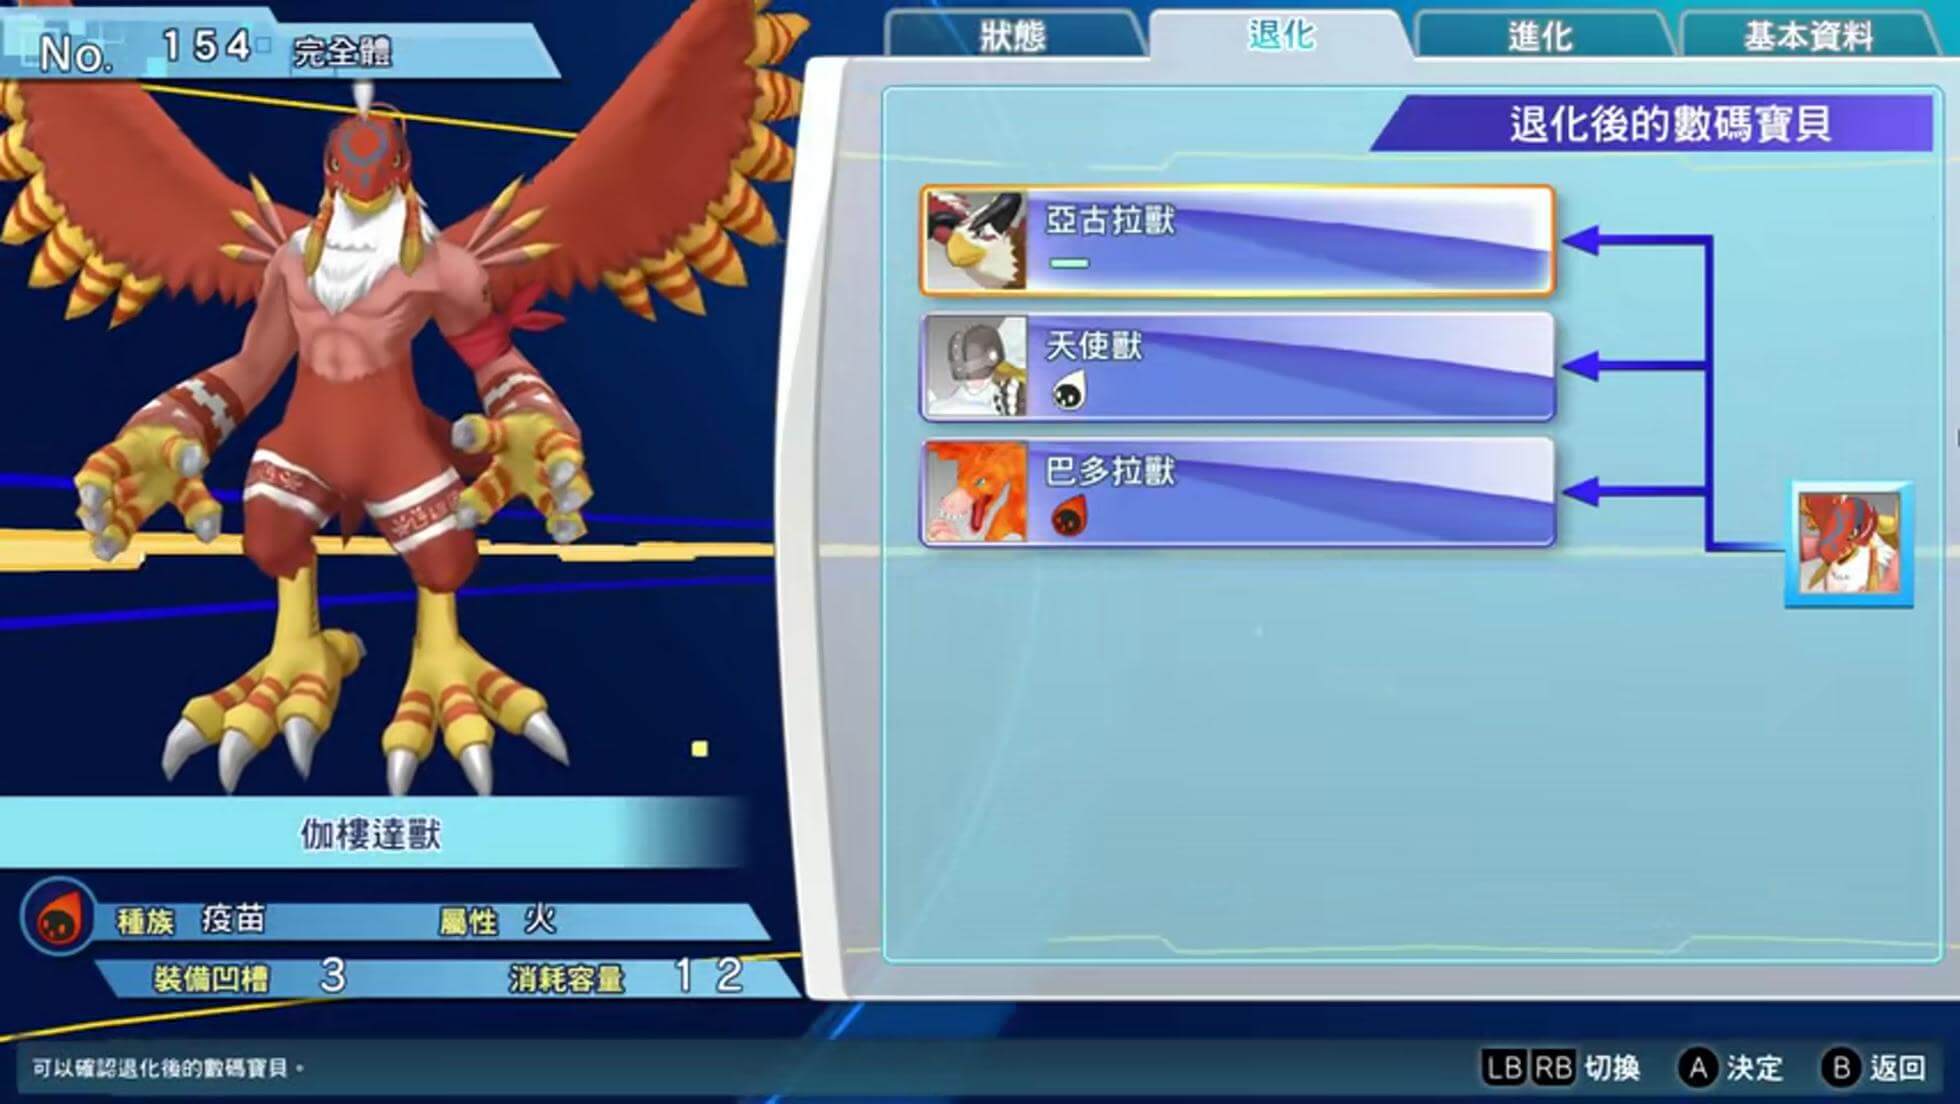 No. 154 完全體
狀態 退化 進化 基本資料
退化後的數碼寶貝
亞古拉獸
天使獸
巴多拉獸
伽樓達獸
種族 疫苗 屬性 火
裝備凹槽 3 消耗容量 12
可以確認退化後的數碼寶貝。
LB RB 切換 A 決定 B 返回